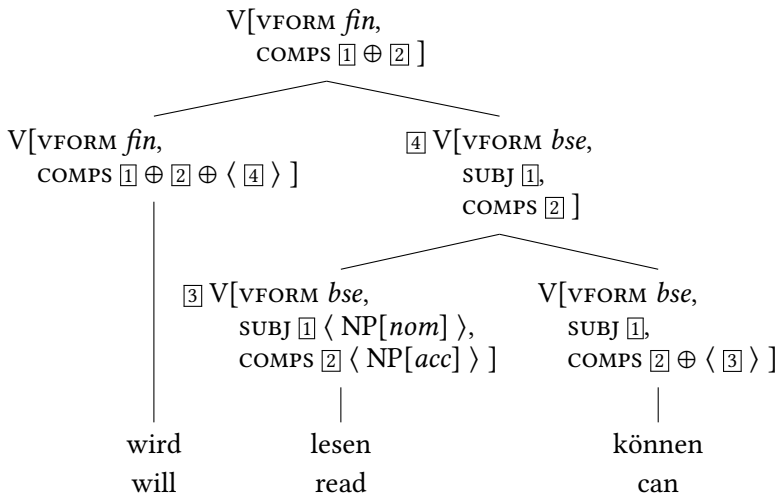 V[VFORM fin,
COMPS 1 ⊕ 2 ]
V[VFORM fin,
COMPS 1 ⊕ 2 ⊕ ⟨ 4 ⟩ ]
4 V[VFORM bse,
SUBJ 1,
COMPS 2 ]
3 V[VFORM bse,
SUBJ 1 ⟨ NP[nom] ⟩,
COMPS 2 ⟨ NP[acc] ⟩ ]
V[VFORM bse,
SUBJ 1,
COMPS 2 ⊕ ⟨ 3 ⟩ ]
wird lesen können
will read can